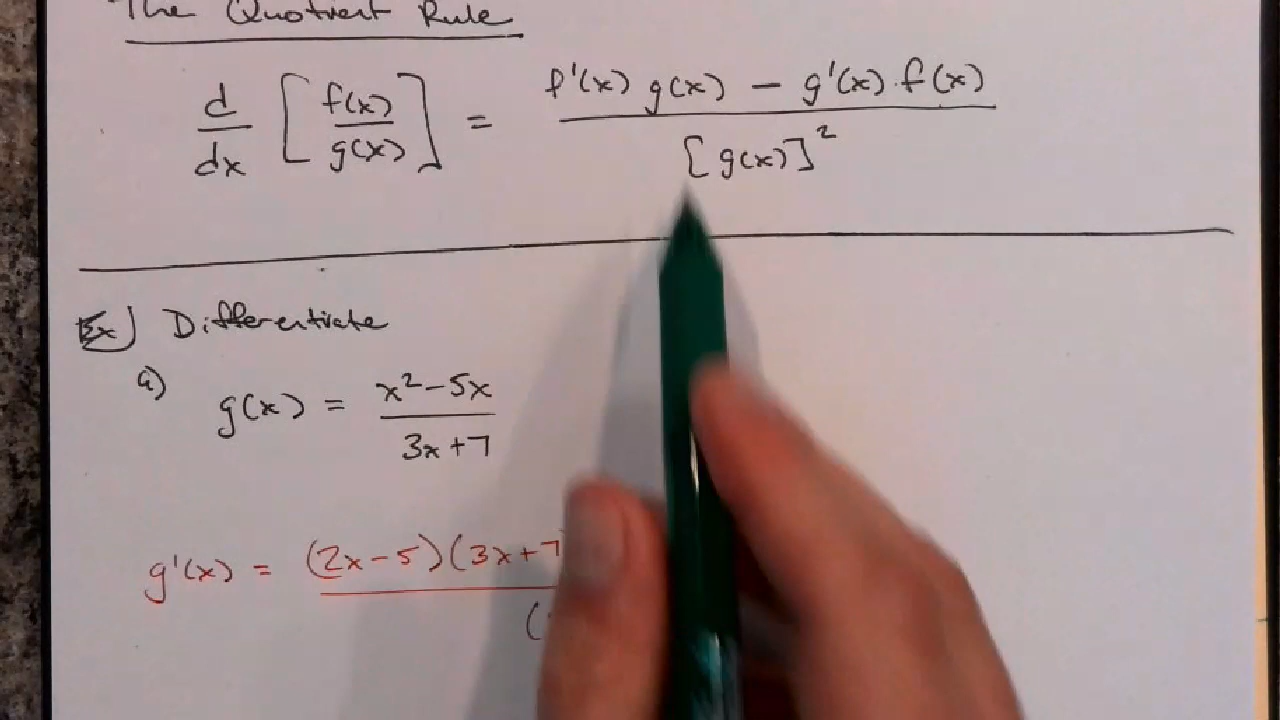 The Quotient Rule
d/dx [f(x)/g(x)] = f'(x) g(x) - g'(x)·f(x) / [g(x)]²
Ex) Differentiate
a) g(x) = x²-5x / 3x+7
g'(x) = (2x-5)(3x+7
(